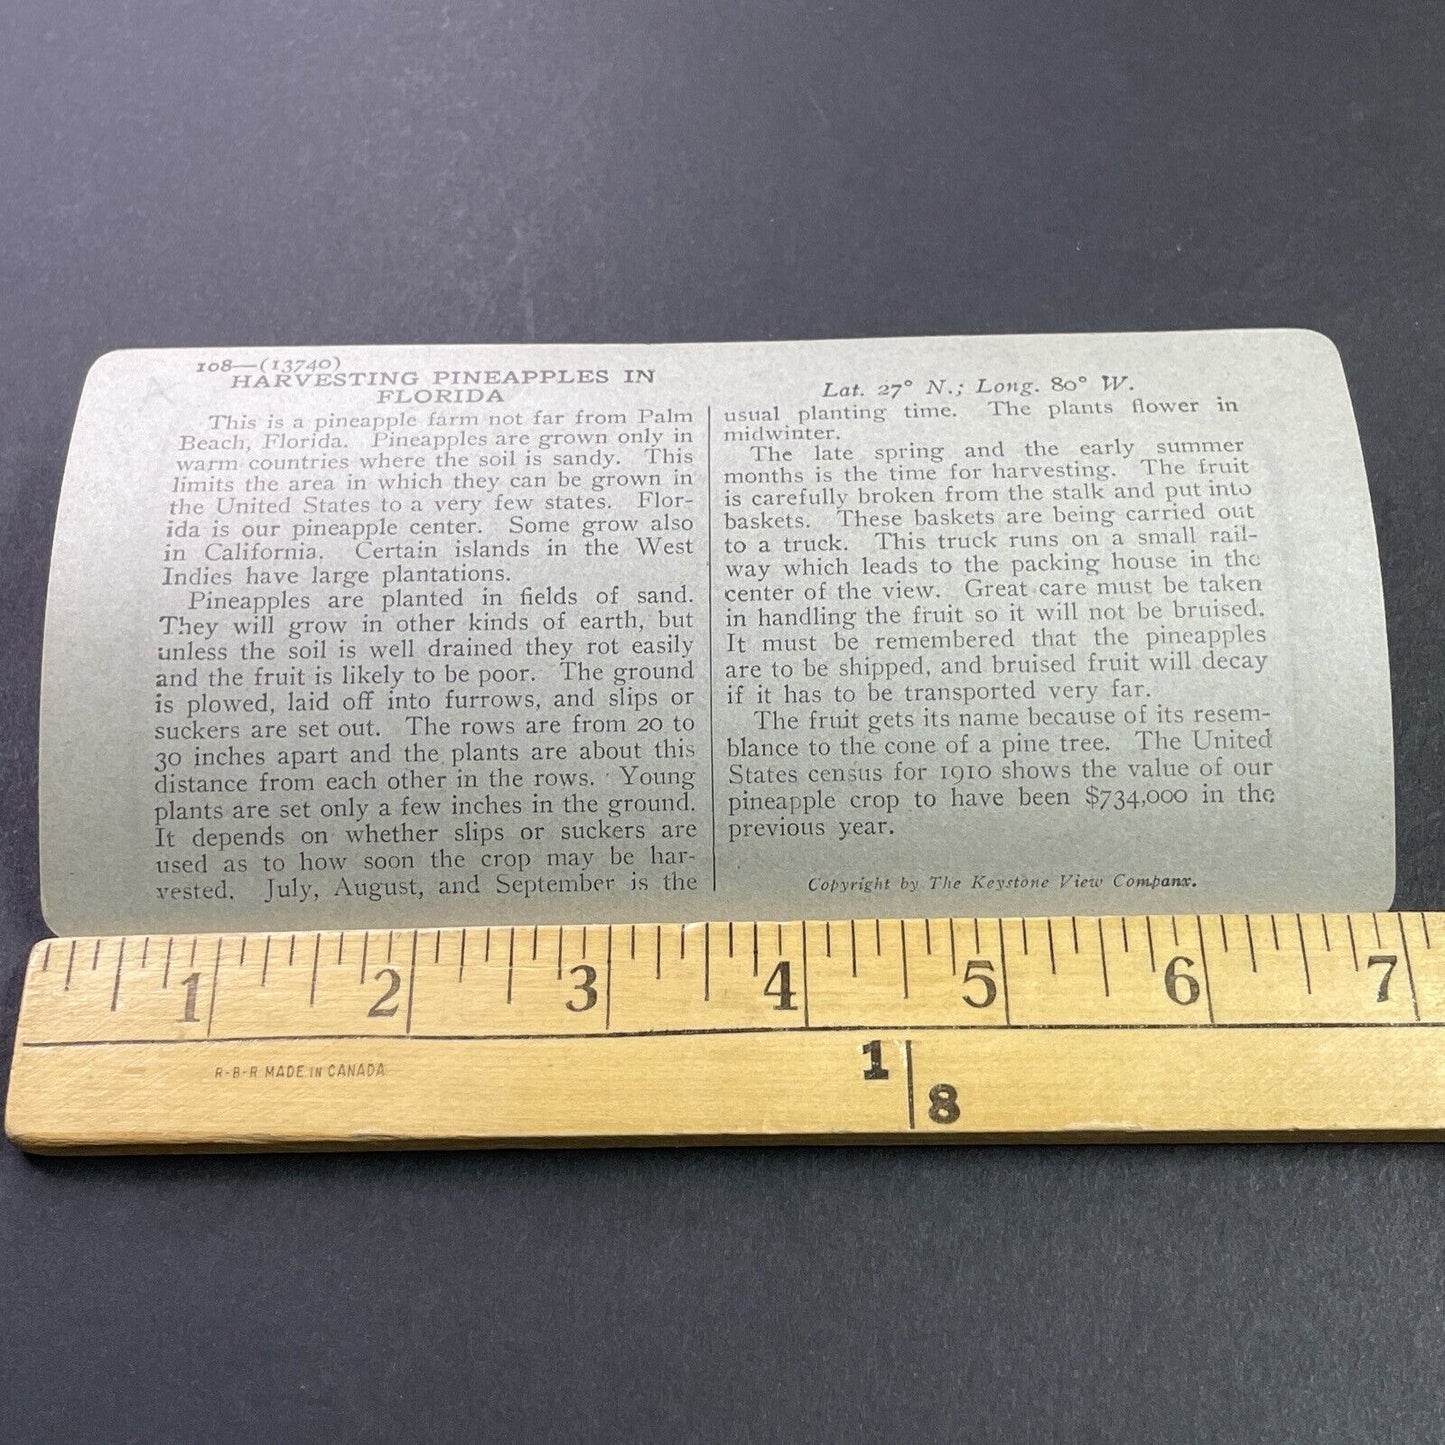 108—(13740)
HARVESTING PINEAPPLES IN
FLORIDA
This is a pineapple farm not far from Palm
Beach, Florida. Pineapples are grown only in
warm countries where the soil is sandy. This
limits the area in which they can be grown in
the United States to a very few states. Flor-
ida is our pineapple center. Some grow also
in California. Certain islands in the West
Indies have large plantations.
Pineapples are planted in fields of sand.
They will grow in other kinds of earth, but
unless the soil is well drained they rot easily
and the fruit is likely to be poor. The ground
is plowed, laid off into furrows, and slips or
suckers are set out. The rows are from 20 to
30 inches apart and the plants are about this
distance from each other in the rows. Young
plants are set only a few inches in the ground.
It depends on whether slips or suckers are
used as to how soon the crop may be har-
vested. July, August, and September is the
Lat. 27° N.; Long. 80° W.
usual planting time. The plants flower in
midwinter.
The late spring and the early summer
months is the time for harvesting. The fruit
is carefully broken from the stalk and put into
baskets. These baskets are being carried out
to a truck. This truck runs on a small rail-
way which leads to the packing house in the
center of the view. Great care must be taken
in handling the fruit so it will not be bruised.
It must be remembered that the pineapples
are to be shipped, and bruised fruit will decay
if it has to be transported very far.
The fruit gets its name because of its resem-
blance to the cone of a pine tree. The United
States census for 1910 shows the value of our
pineapple crop to have been $734,000 in the
previous year.
Copyright by The Keystone View Company.
1 2 3 4 5 6 7
R-B-R MADE IN CANADA
1
8